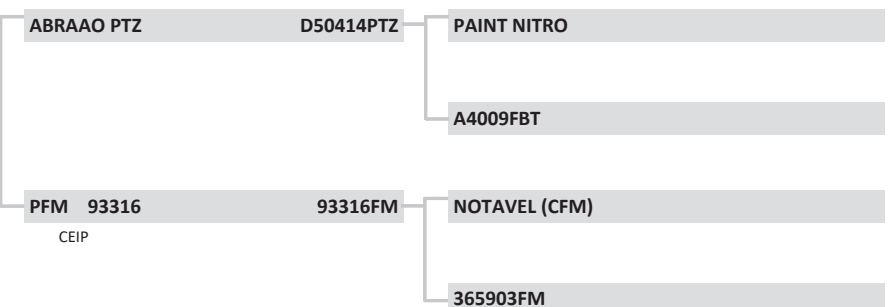 ABRAAO PTZ D50414PTZ PAINT NITRO
A4009FBT
PFM 93316 93316FM NOTAVEL (CFM)
CEIP
365903FM